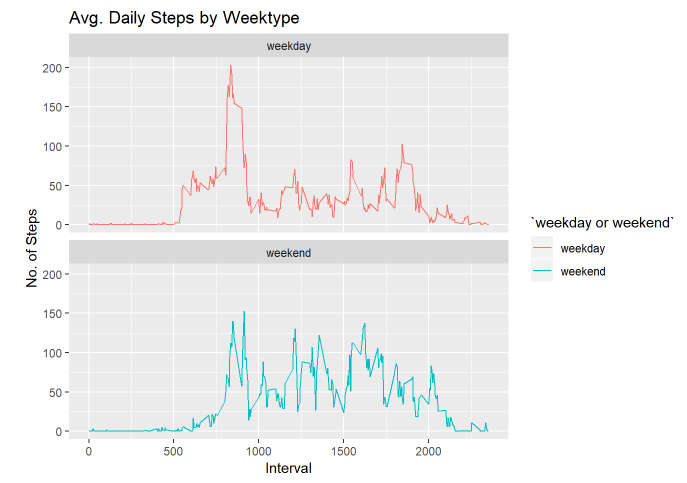 Avg. Daily Steps by Weektype
weekday
200
150
100
50
0
No. of Steps
weekend
200
150
100
50
0
0 500 1000 1500 2000
Interval
`weekday or weekend`
weekday
weekend